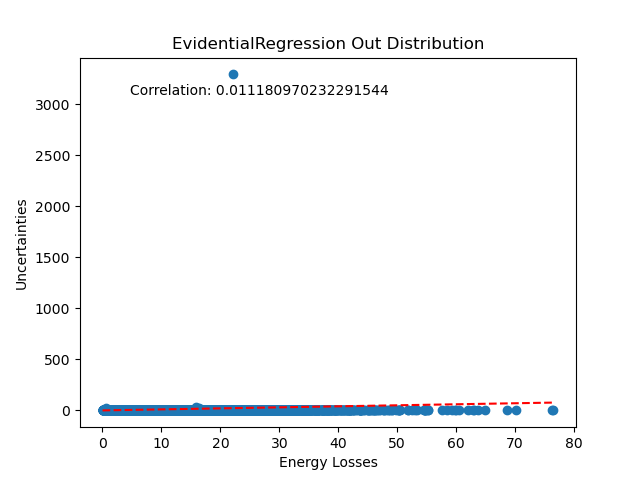 EvidentialRegression Out Distribution
Correlation: 0.011180970232291544
3000
2500
2000
1500
1000
500
0
Uncertainties
0 10 20 30 40 50 60 70 80
Energy Losses